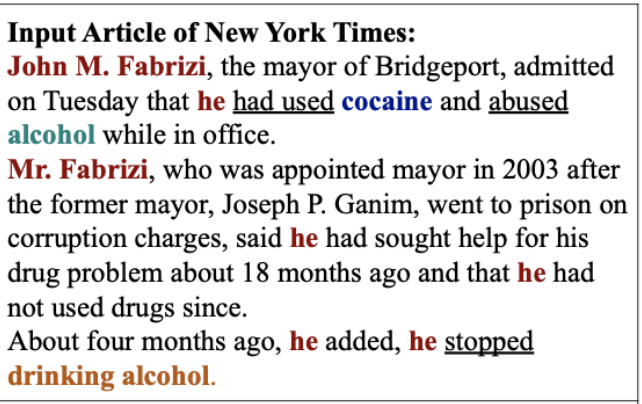 Input Article of New York Times:
John M. Fabrizi, the mayor of Bridgeport, admitted
on Tuesday that he had used cocaine and abused
alcohol while in office.
Mr. Fabrizi, who was appointed mayor in 2003 after
the former mayor, Joseph P. Ganim, went to prison on
corruption charges, said he had sought help for his
drug problem about 18 months ago and that he had
not used drugs since.
About four months ago, he added, he stopped
drinking alcohol.